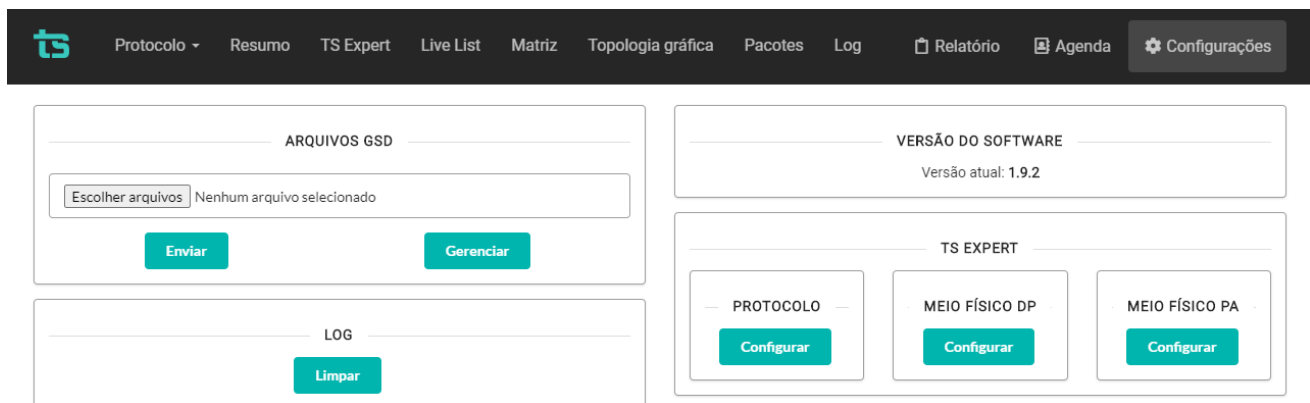 ts Protocolo Resumo TS Expert Live List Matriz Topologia gráfica Pacotes Log Relatório Agenda Configurações
ARQUIVOS GSD
Escolher arquivos Nenhum arquivo selecionado
Enviar Gerenciar
LOG
Limpar
VERSÃO DO SOFTWARE
Versão atual: 1.9.2
TS EXPERT
PROTOCOLO MEIO FÍSICO DP MEIO FÍSICO PA
Configurar Configurar Configurar